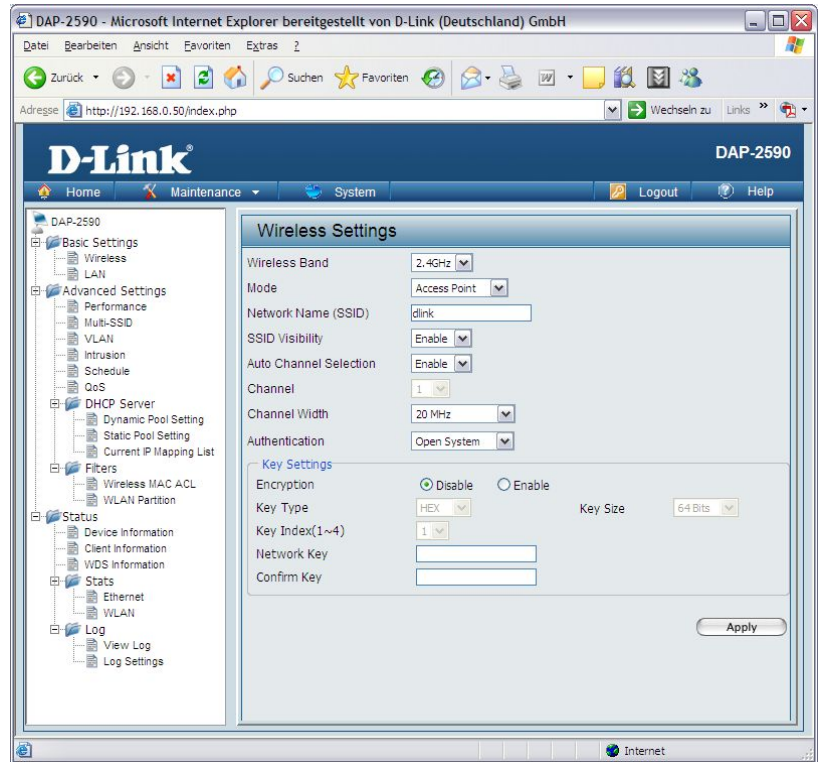 DAP-2590 - Microsoft Internet Explorer bereitgestellt von D-Link (Deutschland) GmbH
Datei Bearbeiten Ansicht Favoriten Extras ?
Zurück Suchen Favoriten
Adresse http://192.168.0.50/index.php Wechseln zu Links »
D-Link®
DAP-2590
Home Maintenance System Logout Help
DAP-2590
Basic Settings
Wireless
LAN
Advanced Settings
Performance
Multi-SSID
VLAN
Intrusion
Schedule
QoS
DHCP Server
Dynamic Pool Setting
Static Pool Setting
Current IP Mapping List
Filters
Wireless MAC ACL
WLAN Partition
Status
Device Information
Client Information
WDS Information
Stats
Ethernet
WLAN
Log
View Log
Log Settings
Wireless Settings
Wireless Band 2.4GHz
Mode Access Point
Network Name (SSID) dlink
SSID Visibility Enable
Auto Channel Selection Enable
Channel 1
Channel Width 20 MHz
Authentication Open System
Key Settings
Encryption Disable Enable
Key Type HEX Key Size 64 Bits
Key Index(1~4) 1
Network Key
Confirm Key
Apply
Internet